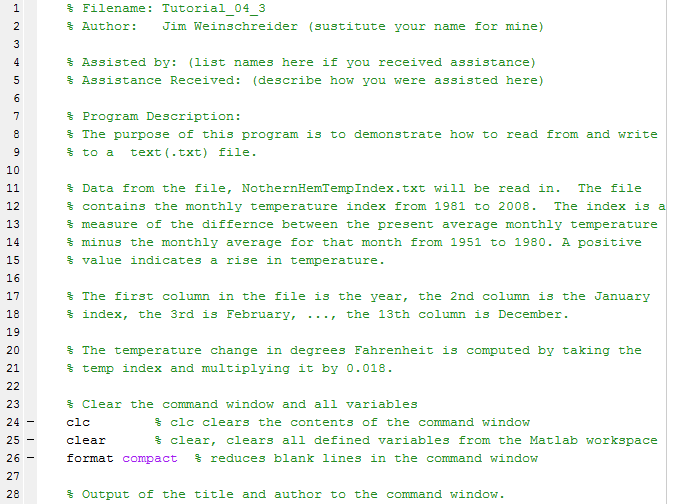 1 % Filename: Tutorial_04_3
2 % Author:   Jim Weinschreider (sustitute your name for mine)
3
4 % Assisted by: (list names here if you received assistance)
5 % Assistance Received: (describe how you were assisted here)
6
7 % Program Description:
8 % The purpose of this program is to demonstrate how to read from and write
9 % to a  text(.txt) file.
10
11 % Data from the file, NothernHemTempIndex.txt will be read in.  The file
12 % contains the monthly temperature index from 1981 to 2008.  The index is a
13 % measure of the differnce between the present average monthly temperature
14 % minus the monthly average for that month from 1951 to 1980. A positive
15 % value indicates a rise in temperature.
16
17 % The first column in the file is the year, the 2nd column is the January
18 % index, the 3rd is February, ..., the 13th column is December.
19
20 % The temperature change in degrees Fahrenheit is computed by taking the
21 % temp index and multiplying it by 0.018.
22
23 % Clear the command window and all variables
24 – clc        % clc clears the contents of the command window
25 – clear      % clear, clears all defined variables from the Matlab workspace
26 – format compact  % reduces blank lines in the command window
27
28 % Output of the title and author to the command window.